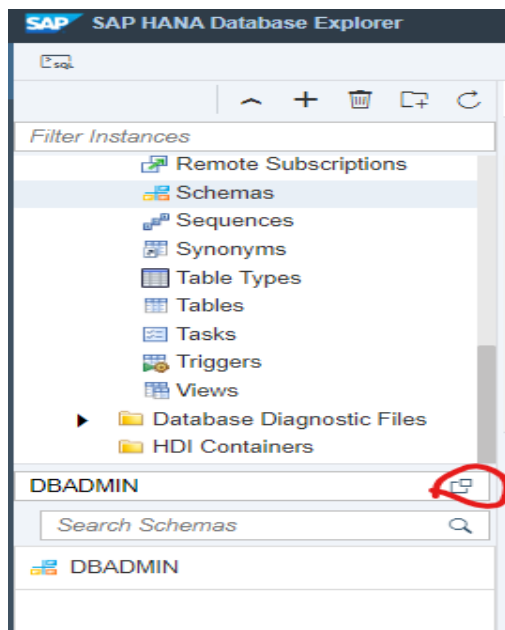 SAP SAP HANA Database Explorer
SQL
Filter Instances
Remote Subscriptions
Schemas
Sequences
Synonyms
Table Types
Tables
Tasks
Triggers
Views
Database Diagnostic Files
HDI Containers
DBADMIN
Search Schemas
DBADMIN